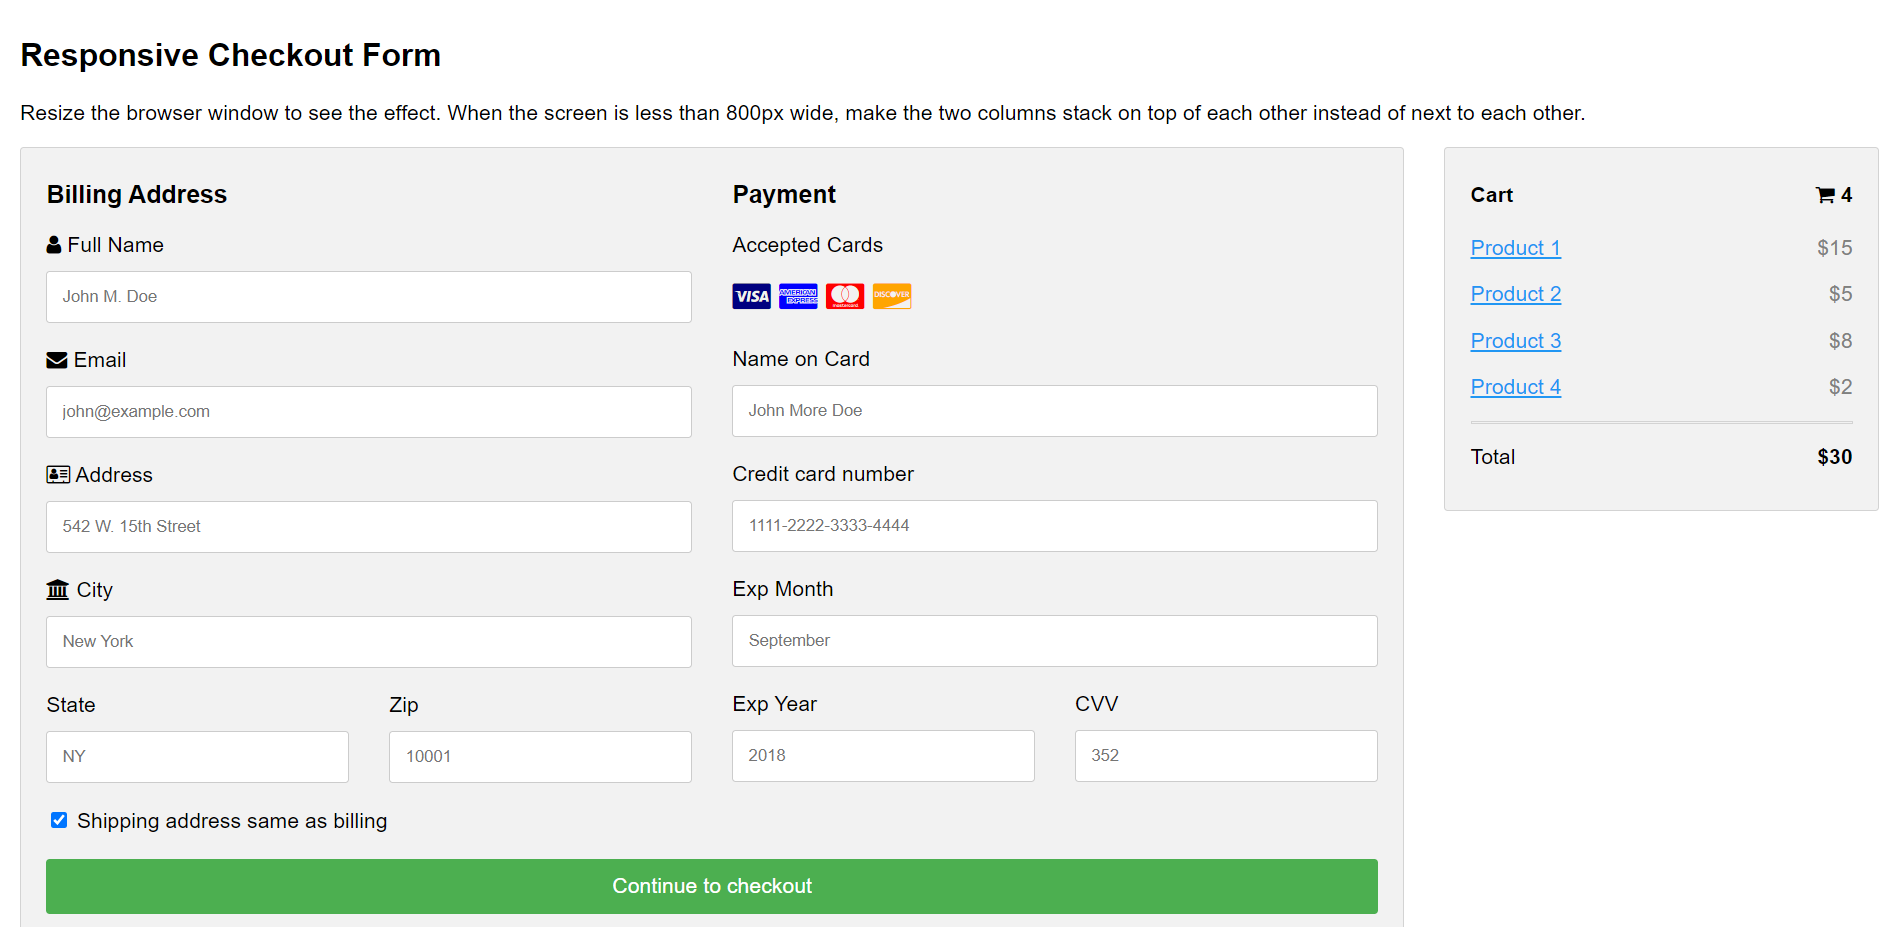 Responsive Checkout Form
Resize the browser window to see the effect. When the screen is less than 800px wide, make the two columns stack on top of each other instead of next to each other.
Billing Address
Full Name
John M. Doe
Email
john@example.com
Address
542 W. 15th Street
City
New York
State
Zip
NY
10001
Payment
Accepted Cards
VISA
AMERICAN EXPRESS
mastercard
DISCOVER
Name on Card
John More Doe
Credit card number
1111-2222-3333-4444
Exp Month
September
Exp Year
CVV
2018
352
Shipping address same as billing
Continue to checkout
Cart 4
Product 1 $15
Product 2 $5
Product 3 $8
Product 4 $2
Total $30